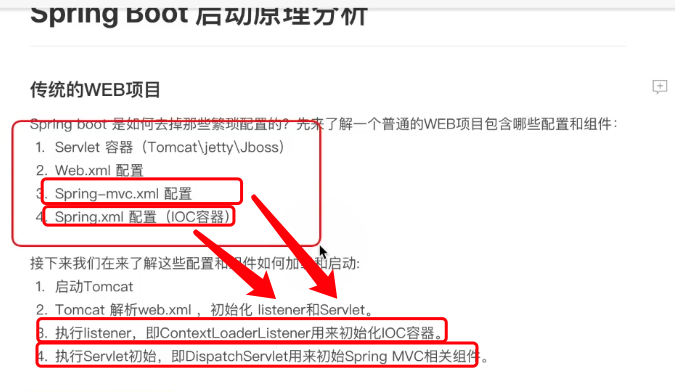 Spring Boot 启动原理分析
传统的WEB项目
Spring boot 是如何去掉那些繁琐配置的？先来了解一个普通的WEB项目包含哪些配置和组件：
1. Servlet 容器（Tomcat\jetty\Jboss）
2. Web.xml 配置
3. Spring-mvc.xml 配置
4. Spring.xml 配置（IOC容器）
接下来我们在来了解这些配置和组件如何加载和启动:
1. 启动Tomcat
2. Tomcat 解析web.xml ，初始化 listener和Servlet。
3. 执行listener，即ContextLoaderListener用来初始化IOC容器。
4. 执行Servlet初始，即DispatchServlet用来初始Spring MVC相关组件。